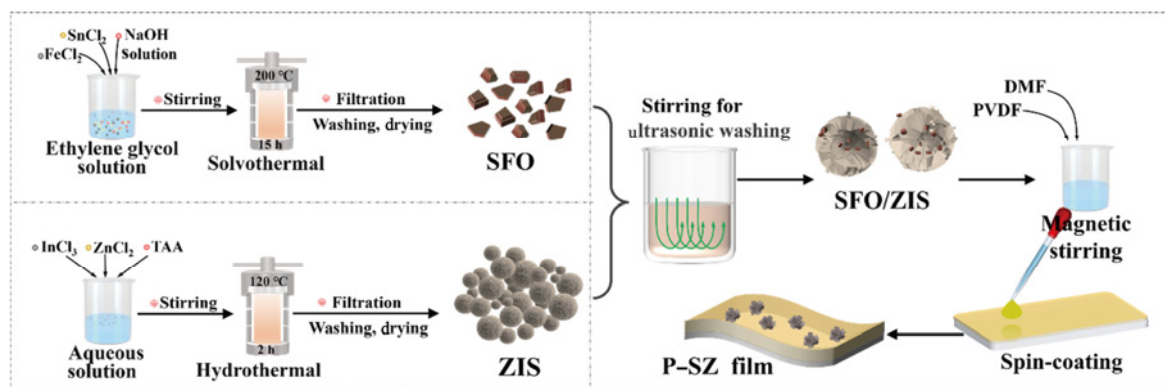 SnCl2
NaOH
FeCl2
Solution
200 ℃
Stirring
Filtration
Washing, drying
15 h
Ethylene glycol
solution
Solvothermal
SFO
InCl3
ZnCl2
TAA
120 ℃
Stirring
Filtration
Washing, drying
2 h
Aqueous
solution
Hydrothermal
ZIS
Stirring for
ultrasonic washing
SFO/ZIS
DMF
PVDF
Magnetic
stirring
P–SZ film
Spin-coating